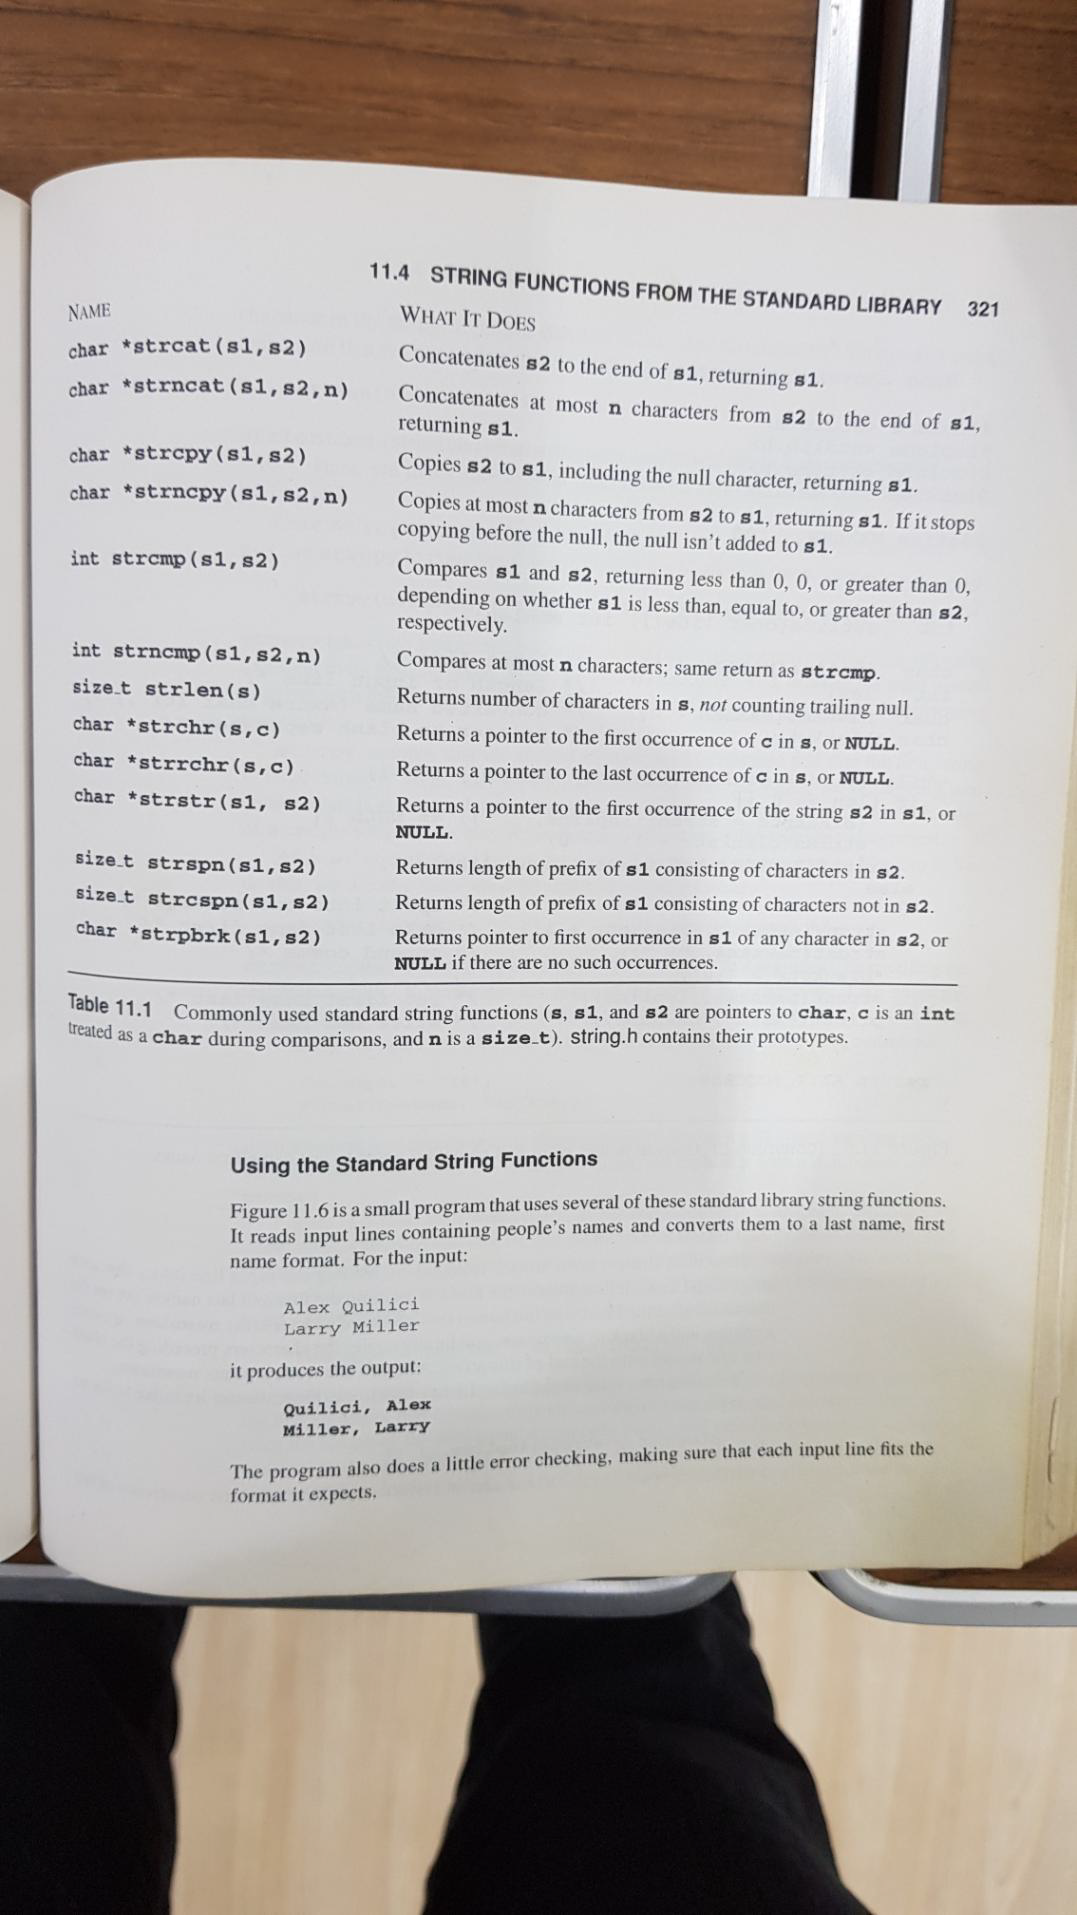 11.4 STRING FUNCTIONS FROM THE STANDARD LIBRARY 321
NAME WHAT IT DOES
char *strcat(s1,s2) Concatenates s2 to the end of s1, returning s1.
char *strncat(s1,s2,n) Concatenates at most n characters from s2 to the end of s1,
returning s1.
char *strcpy(s1,s2) Copies s2 to s1, including the null character, returning s1.
char *strncpy(s1,s2,n) Copies at most n characters from s2 to s1, returning s1. If it stops
copying before the null, the null isn't added to s1.
int strcmp(s1,s2) Compares s1 and s2, returning less than 0, 0, or greater than 0,
depending on whether s1 is less than, equal to, or greater than s2,
respectively.
int strncmp(s1,s2,n) Compares at most n characters; same return as strcmp.
size_t strlen(s) Returns number of characters in s, not counting trailing null.
char *strchr(s,c) Returns a pointer to the first occurrence of c in s, or NULL.
char *strrchr(s,c) Returns a pointer to the last occurrence of c in s, or NULL.
char *strstr(s1, s2) Returns a pointer to the first occurrence of the string s2 in s1, or
NULL.
size_t strspn(s1,s2) Returns length of prefix of s1 consisting of characters in s2.
size_t strcspn(s1,s2) Returns length of prefix of s1 consisting of characters not in s2.
char *strpbrk(s1,s2) Returns pointer to first occurrence in s1 of any character in s2, or
NULL if there are no such occurrences.
Table 11.1 Commonly used standard string functions (s, s1, and s2 are pointers to char, c is an int
treated as a char during comparisons, and n is a size_t). string.h contains their prototypes.
Using the Standard String Functions
Figure 11.6 is a small program that uses several of these standard library string functions.
It reads input lines containing people's names and converts them to a last name, first
name format. For the input:
Alex Quilici
Larry Miller
it produces the output:
Quilici, Alex
Miller, Larry
The program also does a little error checking, making sure that each input line fits the
format it expects.